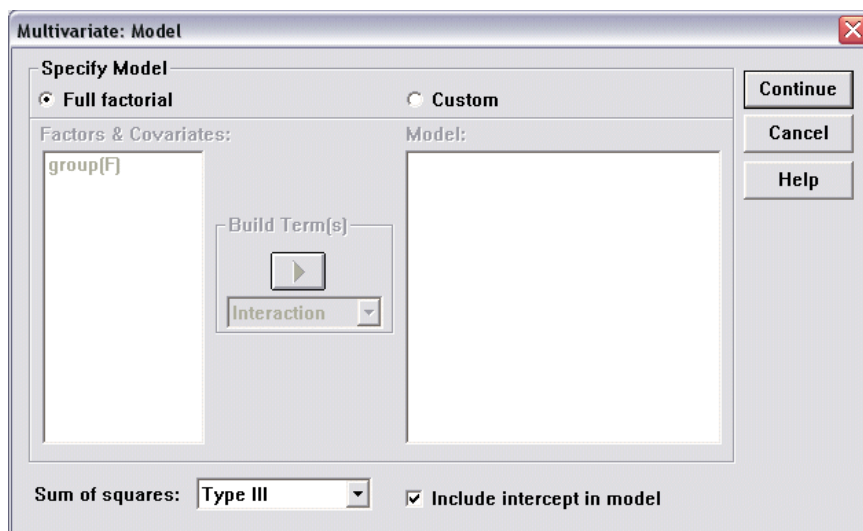 Multivariate: Model
Specify Model
Full factorial
Custom
Continue
Factors & Covariates:
Model:
Cancel
group(F)
Help
Build Term(s)
Interaction
Sum of squares:
Type III
Include intercept in model